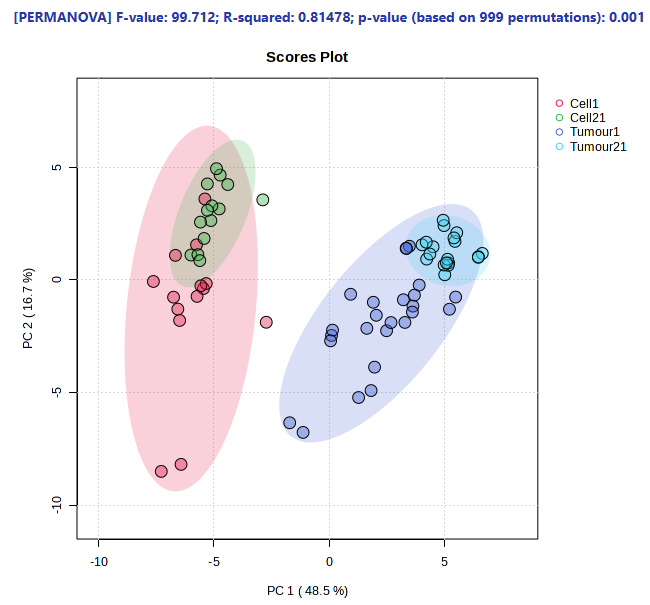 [PERMANOVA] F-value: 99.712; R-squared: 0.81478; p-value (based on 999 permutations): 0.001
Scores Plot
Cell1
Cell21
Tumour1
Tumour21
5
0
-5
-10
PC 2 ( 16.7 %)
-10
-5
0
5
PC 1 ( 48.5 %)